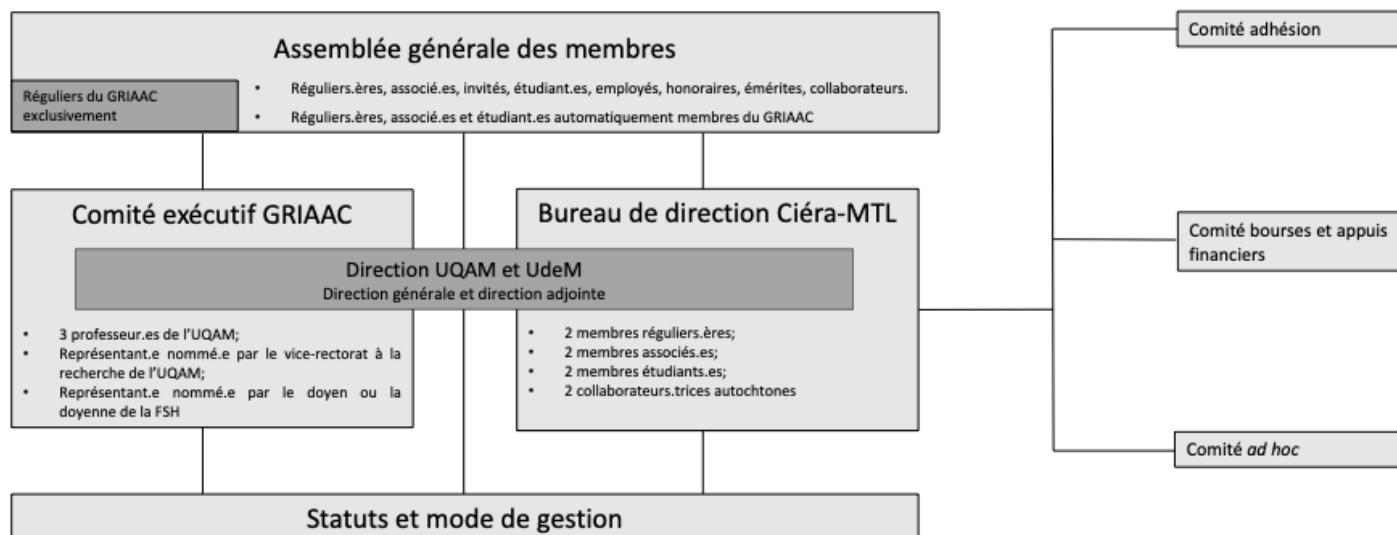 Assemblée générale des membres
Réguliers du GRIAAC
exclusivement
• Réguliers.ères, associé.es, invités, étudiant.es, employés, honoraires, émérites, collaborateurs.
• Réguliers.ères, associé.es et étudiant.es automatiquement membres du GRIAAC
Comité exécutif GRIAAC
Bureau de direction Ciéra-MTL
Direction UQAM et UdeM
Direction générale et direction adjointe
• 3 professeur.es de l'UQAM;
• Représentant.e nommé.e par le vice-rectorat à la
recherche de l'UQAM;
• Représentant.e nommé.e par le doyen ou la
doyenne de la FSH
• 2 membres réguliers.ères;
• 2 membres associés.es;
• 2 membres étudiants.es;
• 2 collaborateurs.trices autochtones
Statuts et mode de gestion
Comité adhésion
Comité bourses et appuis
financiers
Comité ad hoc